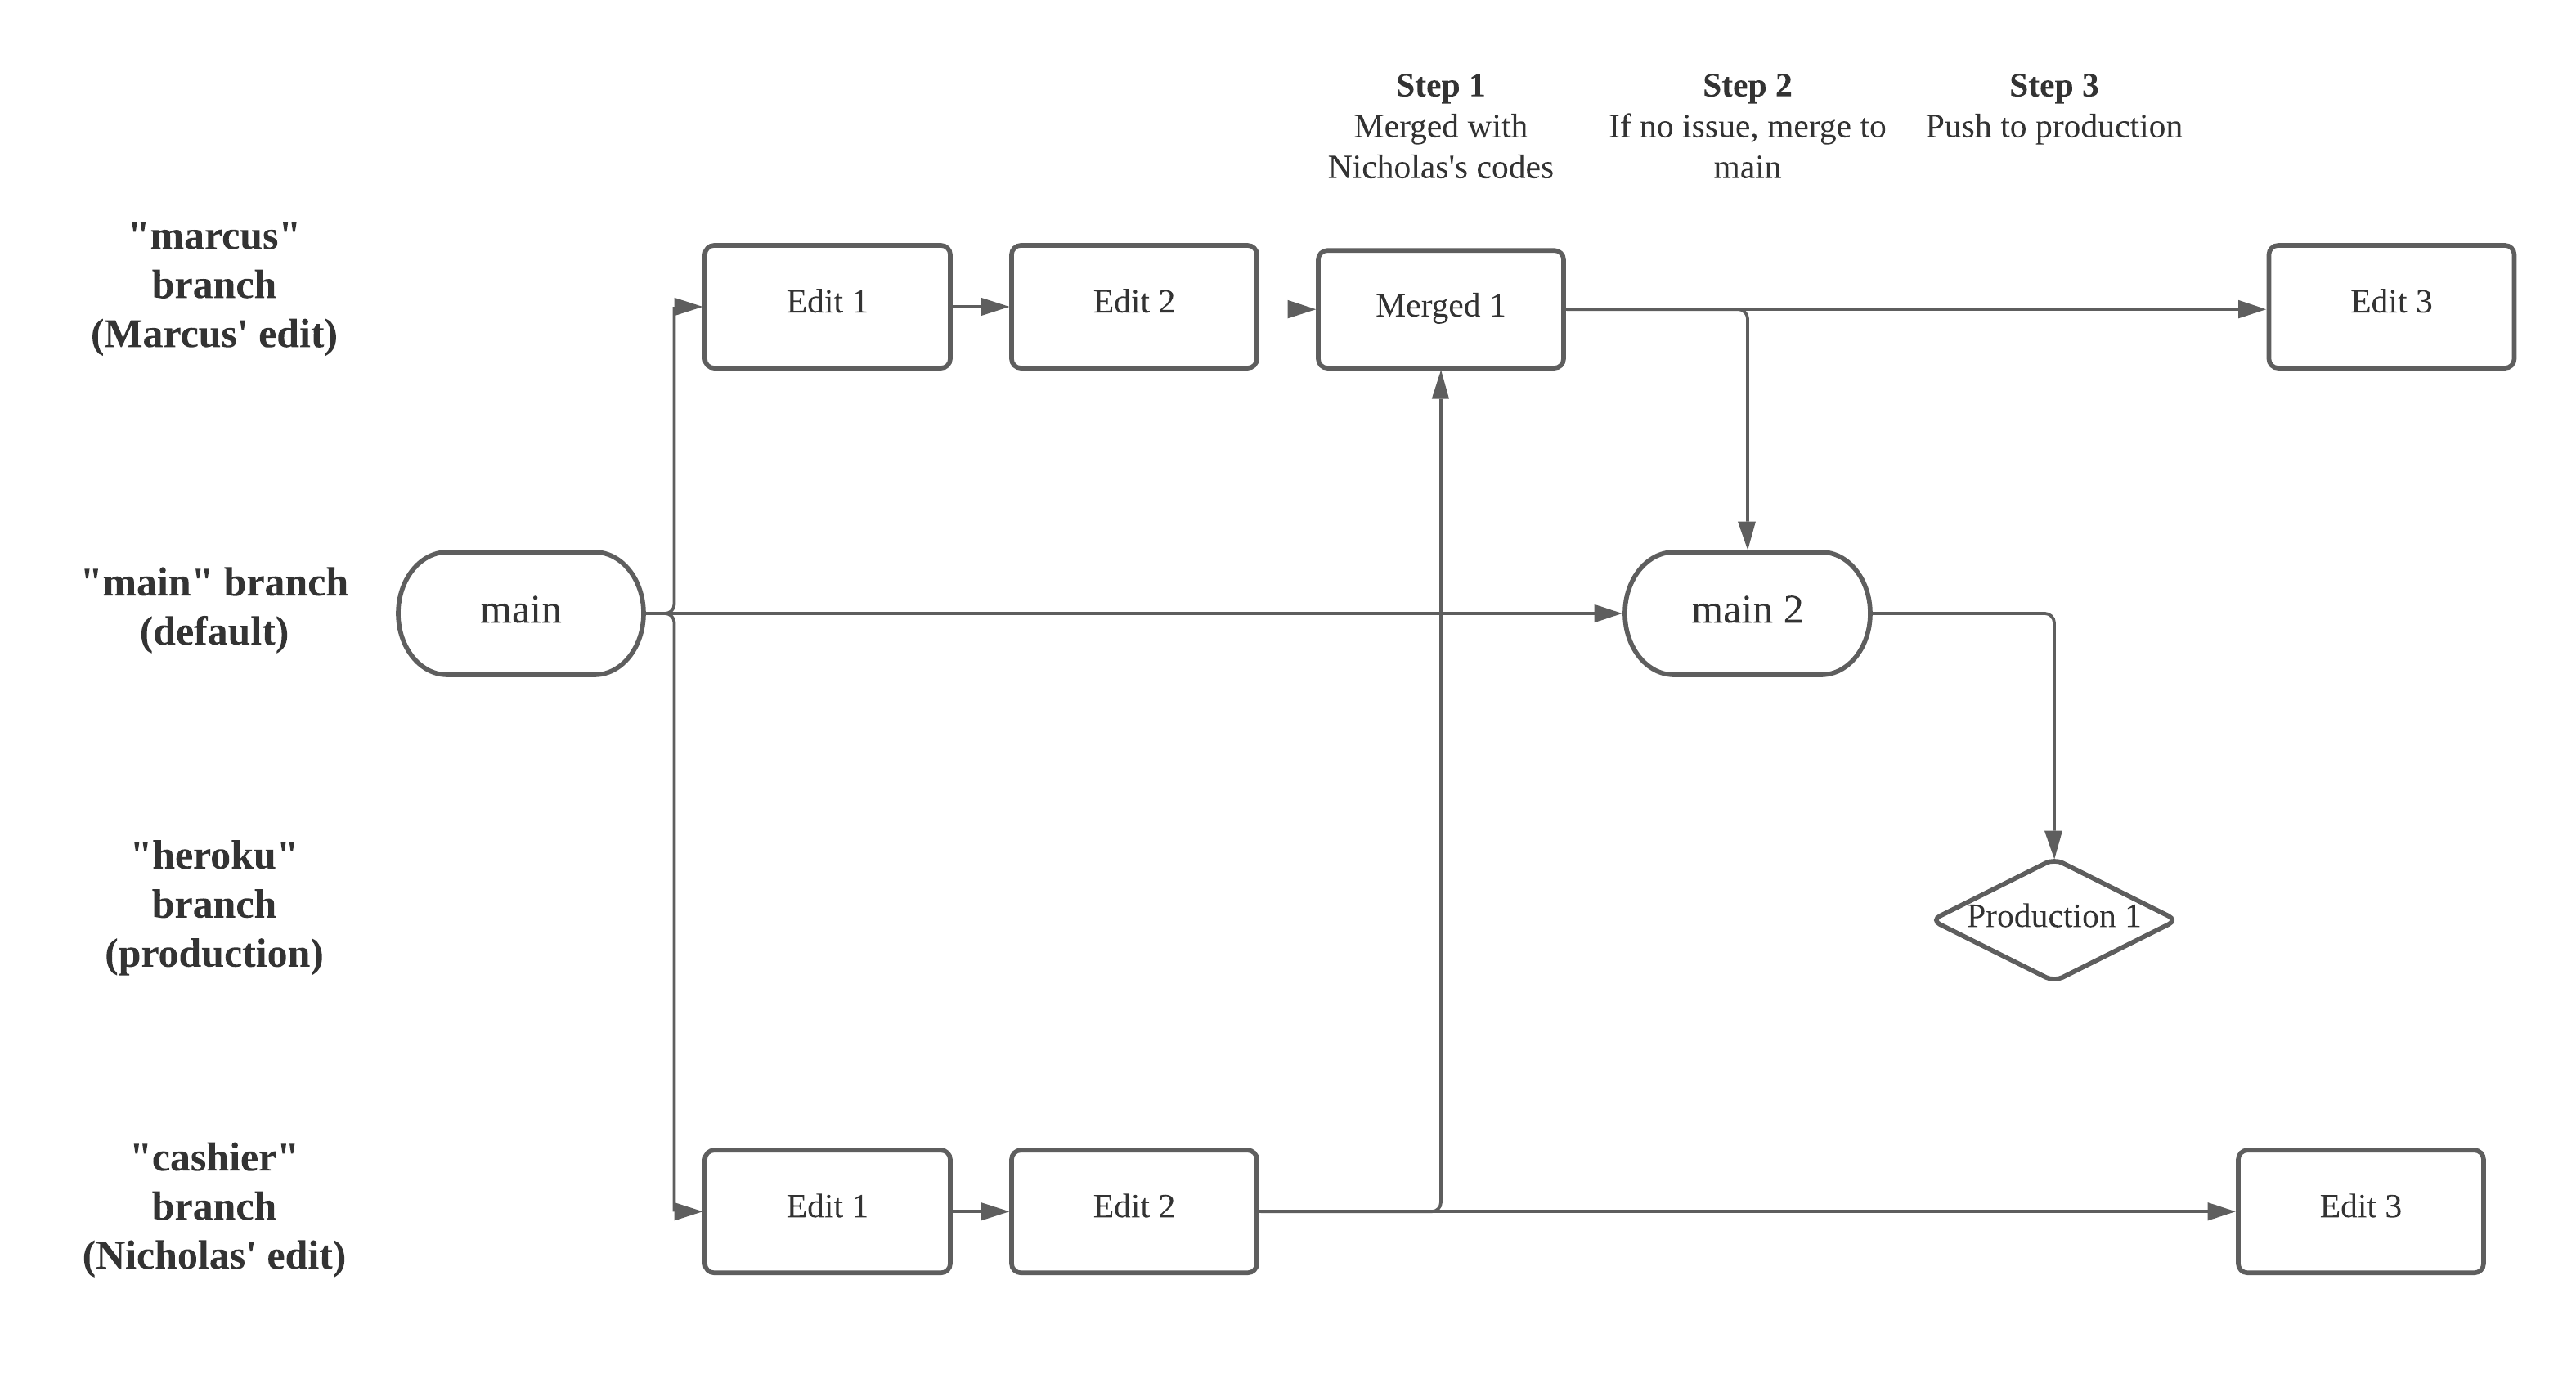 Step 1
Merged with
Nicholas's codes
Step 2
If no issue, merge to
main
Step 3
Push to production
"marcus"
branch
(Marcus' edit)
Edit 1
Edit 2
Merged 1
Edit 3
"main" branch
(default)
main
main 2
"heroku"
branch
(production)
Production 1
"cashier"
branch
(Nicholas' edit)
Edit 1
Edit 2
Edit 3